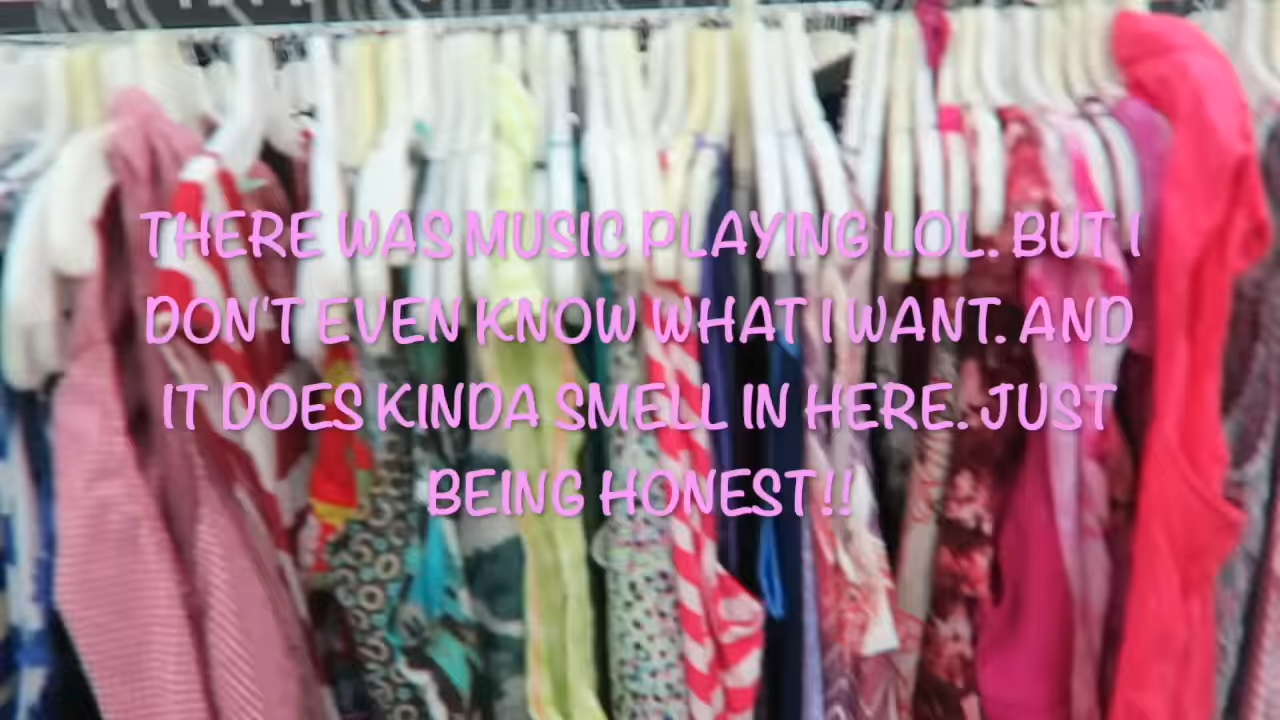 THERE WAS MUSIC PLAYING LOL. BUT I
DON'T EVEN KNOW WHAT I WANT. AND
IT DOES KINDA SMELL IN HERE. JUST
BEING HONEST!!